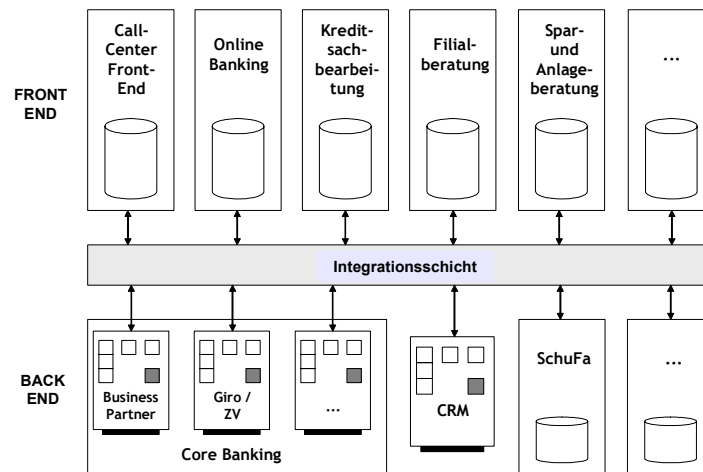 Call-
Center
Front-
End
Online
Banking
Kredit-
sach-
bearbei-
tung
Filial-
beratung
Spar-
und
Anlage-
beratung
...
FRONT
END
Integrationsschicht
BACK
END
Business
Partner
Giro /
ZV
...
CRM
SchuFa
...
Core Banking